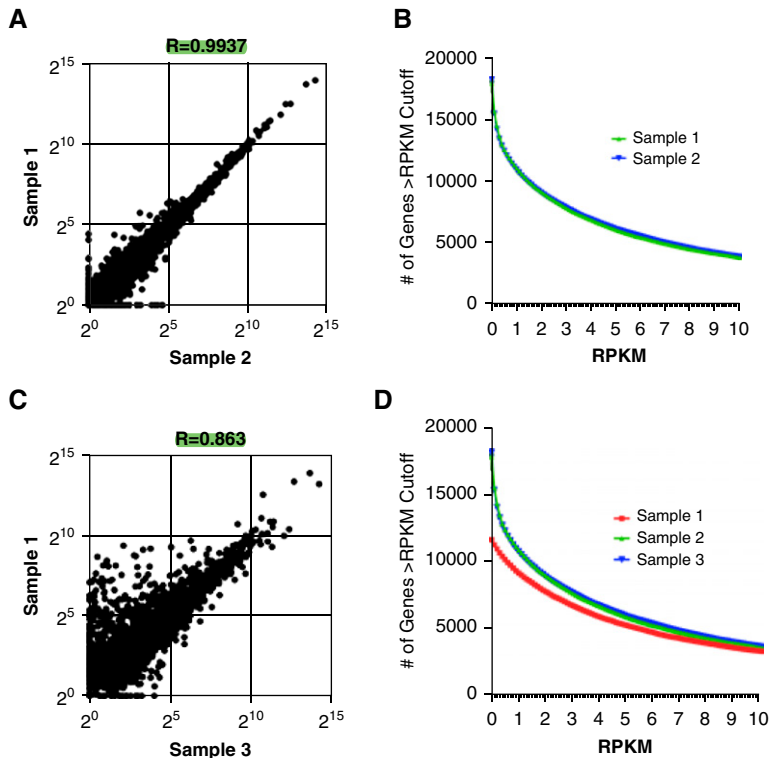 A
R=0.9937
2^15
2^10
2^5
2^0
Sample 1
2^0 2^5 2^10 2^15
Sample 2
B
20000
15000
10000
5000
0
# of Genes >RPKM Cutoff
Sample 1
Sample 2
0 1 2 3 4 5 6 7 8 9 10
RPKM
C
R=0.863
2^15
2^10
2^5
2^0
Sample 1
2^0 2^5 2^10 2^15
Sample 3
D
20000
15000
10000
5000
0
# of Genes >RPKM Cutoff
Sample 1
Sample 2
Sample 3
0 1 2 3 4 5 6 7 8 9 10
RPKM